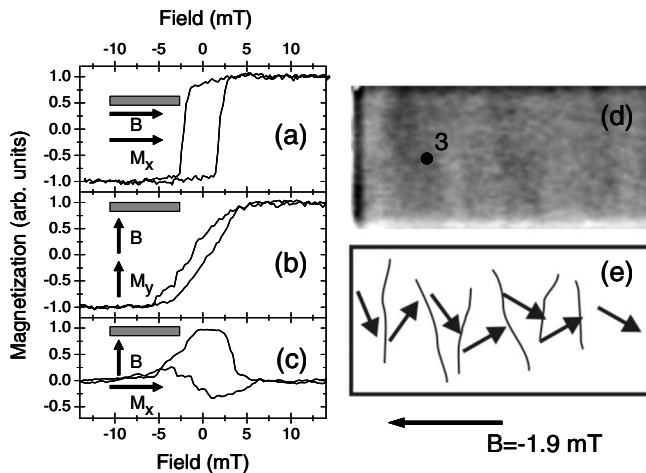 Field (mT)
-10 -5 0 5 10
Magnetization (arb. units)
1.0
0.5
0.0
-0.5
-1.0
B
Mx
(a)
1.0
0.5
0.0
-0.5
-1.0
B
My
(b)
1.0
0.5
0.0
-0.5
B
Mx
(c)
-10 -5 0 5 10
Field (mT)
(d)
3
(e)
B=-1.9 mT